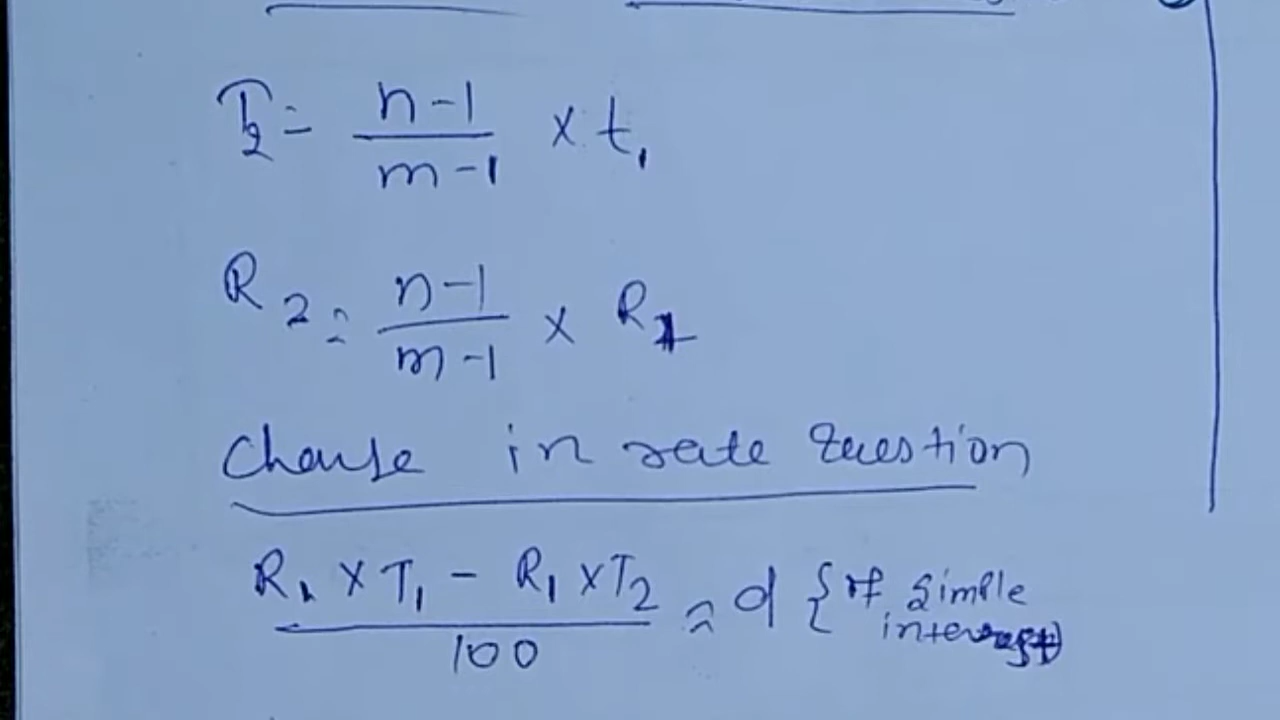 T2 = n-1 / m-1 × t1
R2 = n-1 / m-1 × R1
Change in rate question
R1 × T1 - R1 × T2 / 100 = d { if simple
interest }